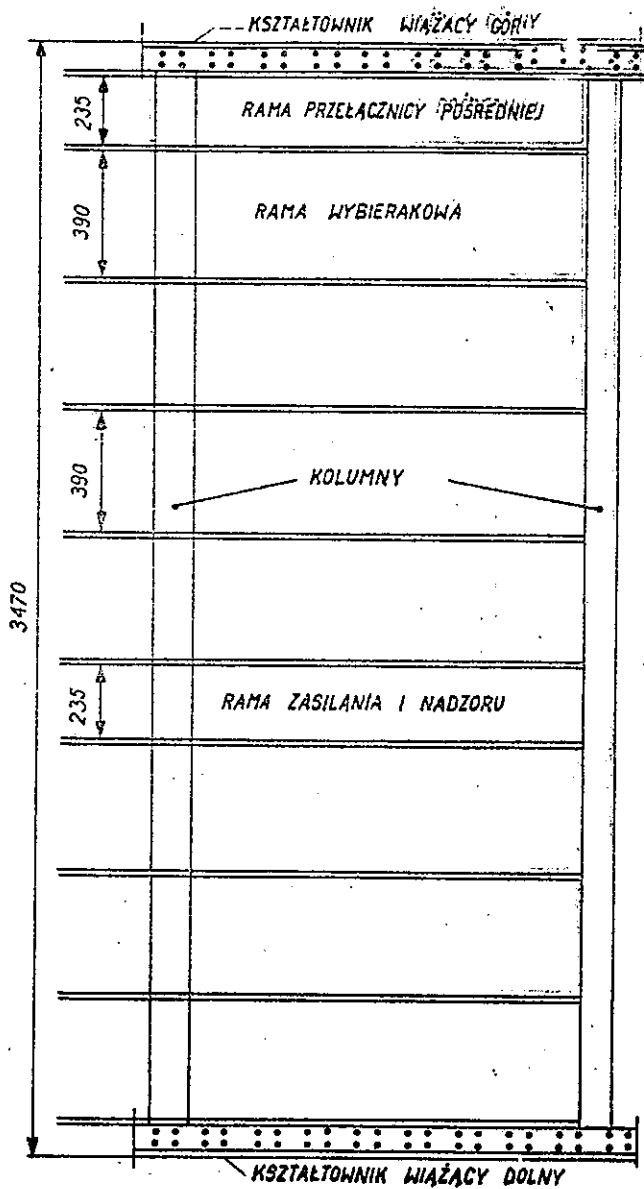 KSZTAŁTOWNIK WIĄŻĄCY GÓRNY
235
RAMA PRZEŁĄCZNICY POŚREDNIEJ
390
RAMA WYBIERAKOWA
390
KOLUMNY
3470
235
RAMA ZASILANIA I NADZORU
KSZTAŁTOWNIK WIĄŻĄCY DOLNY